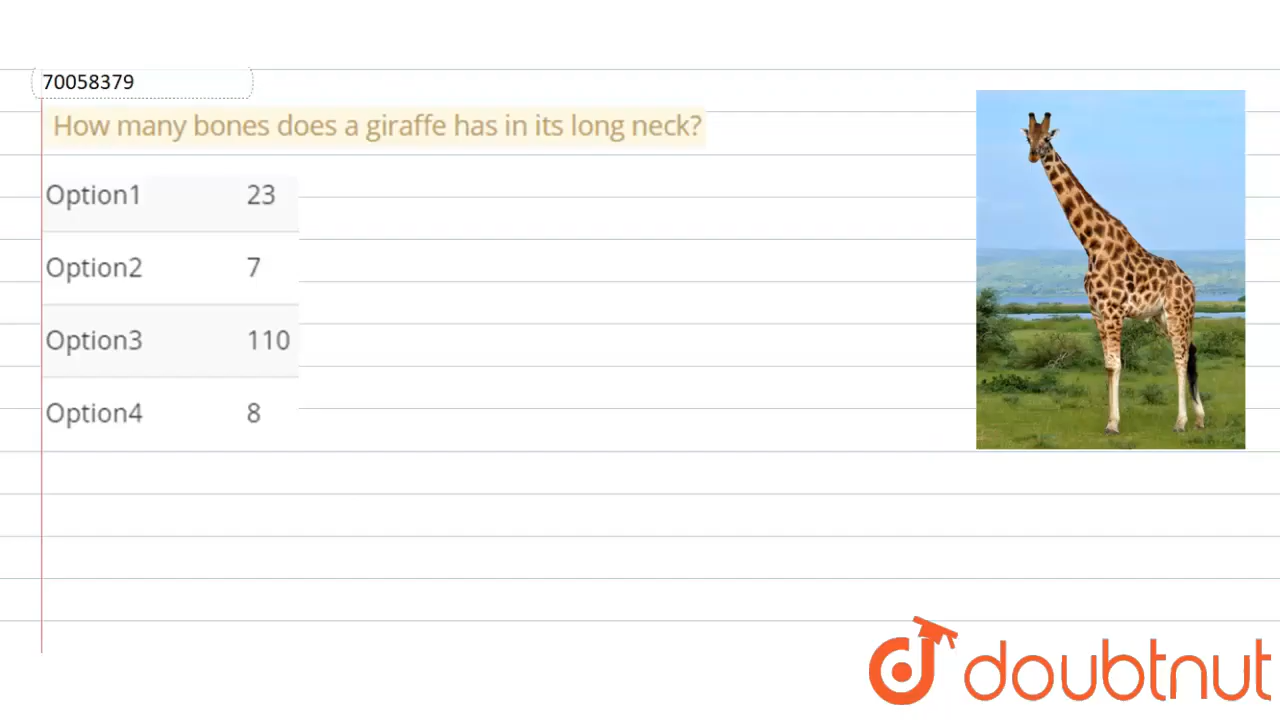 70058379
How many bones does a giraffe has in its long neck?
Option1 23
Option2 7
Option3 110
Option4 8
doubtnut